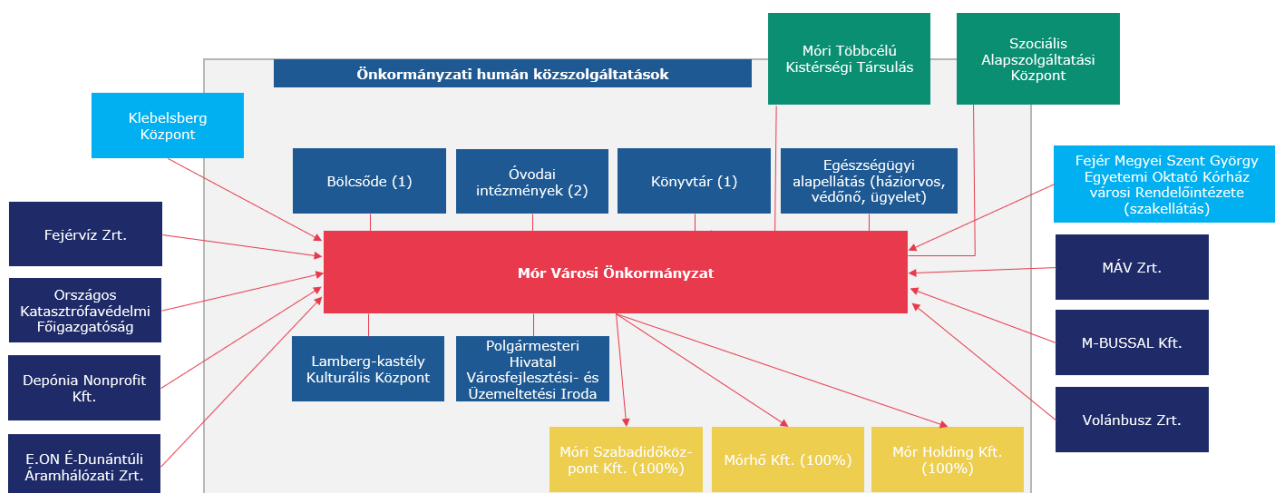 Önkormányzati humán közszolgáltatások
Móri Többcélú
Kistérségi Társulás
Szociális
Alapszolgáltatási
Központ
Klebelsberg
Központ
Bölcsőde (1)
Óvodai
intézmények (2)
Könyvtár (1)
Egészségügyi
alapellátás (háziorvos,
védőnő, ügyelet)
Fejér Megyei Szent György
Egyetemi Oktató Kórház
városi Rendelőintézete
(szakellátás)
Fejérvíz Zrt.
Mór Városi Önkormányzat
MÁV Zrt.
Országos
Katasztrófavédelmi
Főigazgatóság
M-BUSSAL Kft.
Lamberg-kastély
Kulturális Központ
Polgármesteri
Hivatal
Városfejlesztési- és
Üzemeltetési Iroda
Depónia Nonprofit
Kft.
Volánbusz Zrt.
E.ON É-Dunántúli
Áramhálózati Zrt.
Móri Szabadidőköz-
pont Kft. (100%)
Mórhő Kft. (100%)
Mór Holding Kft.
(100%)